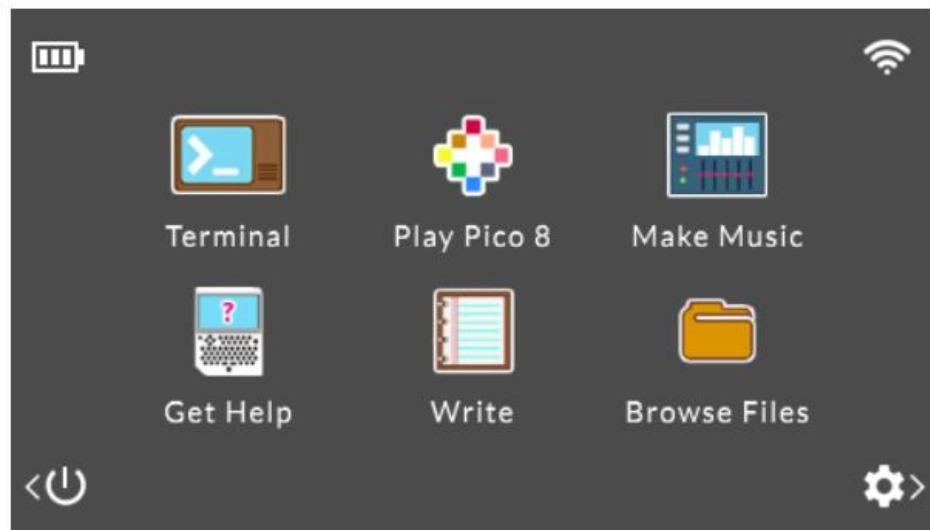 Terminal
Play Pico 8
Make Music
Get Help
Write
Browse Files